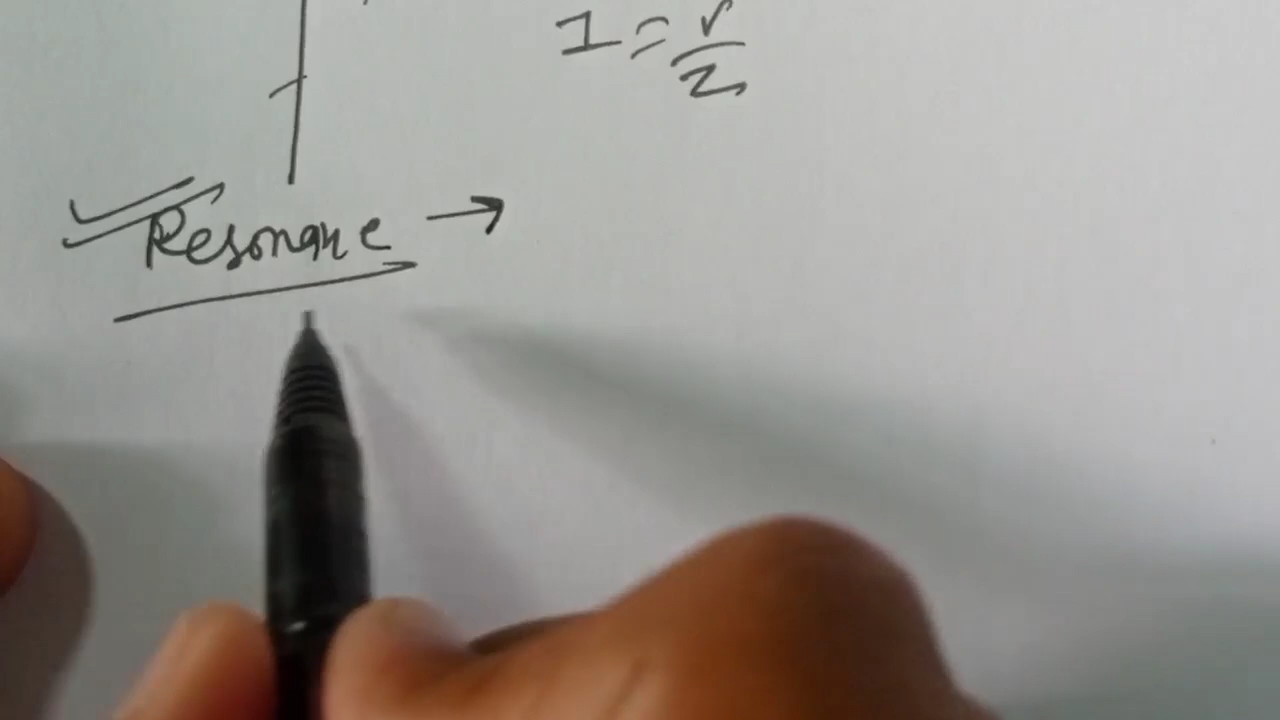 I = V/Z
Resonance →